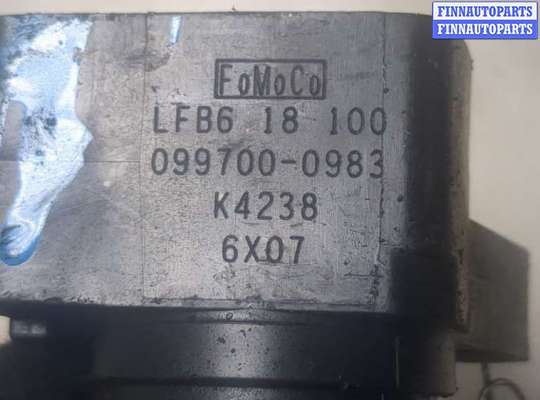 FINNAUTOPARTS
FINNAUTOPARTS
FoMoCo
LFB6 18 100
099700-0983
K4238
6X07